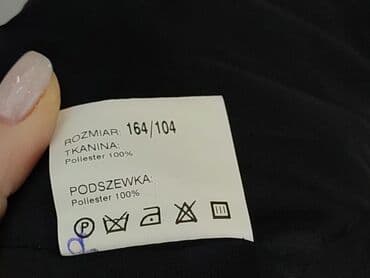 ROZMIAR: 164/104
TKANINA:
Poliester 100%
PODSZEWKA:
Poliester 100%
P